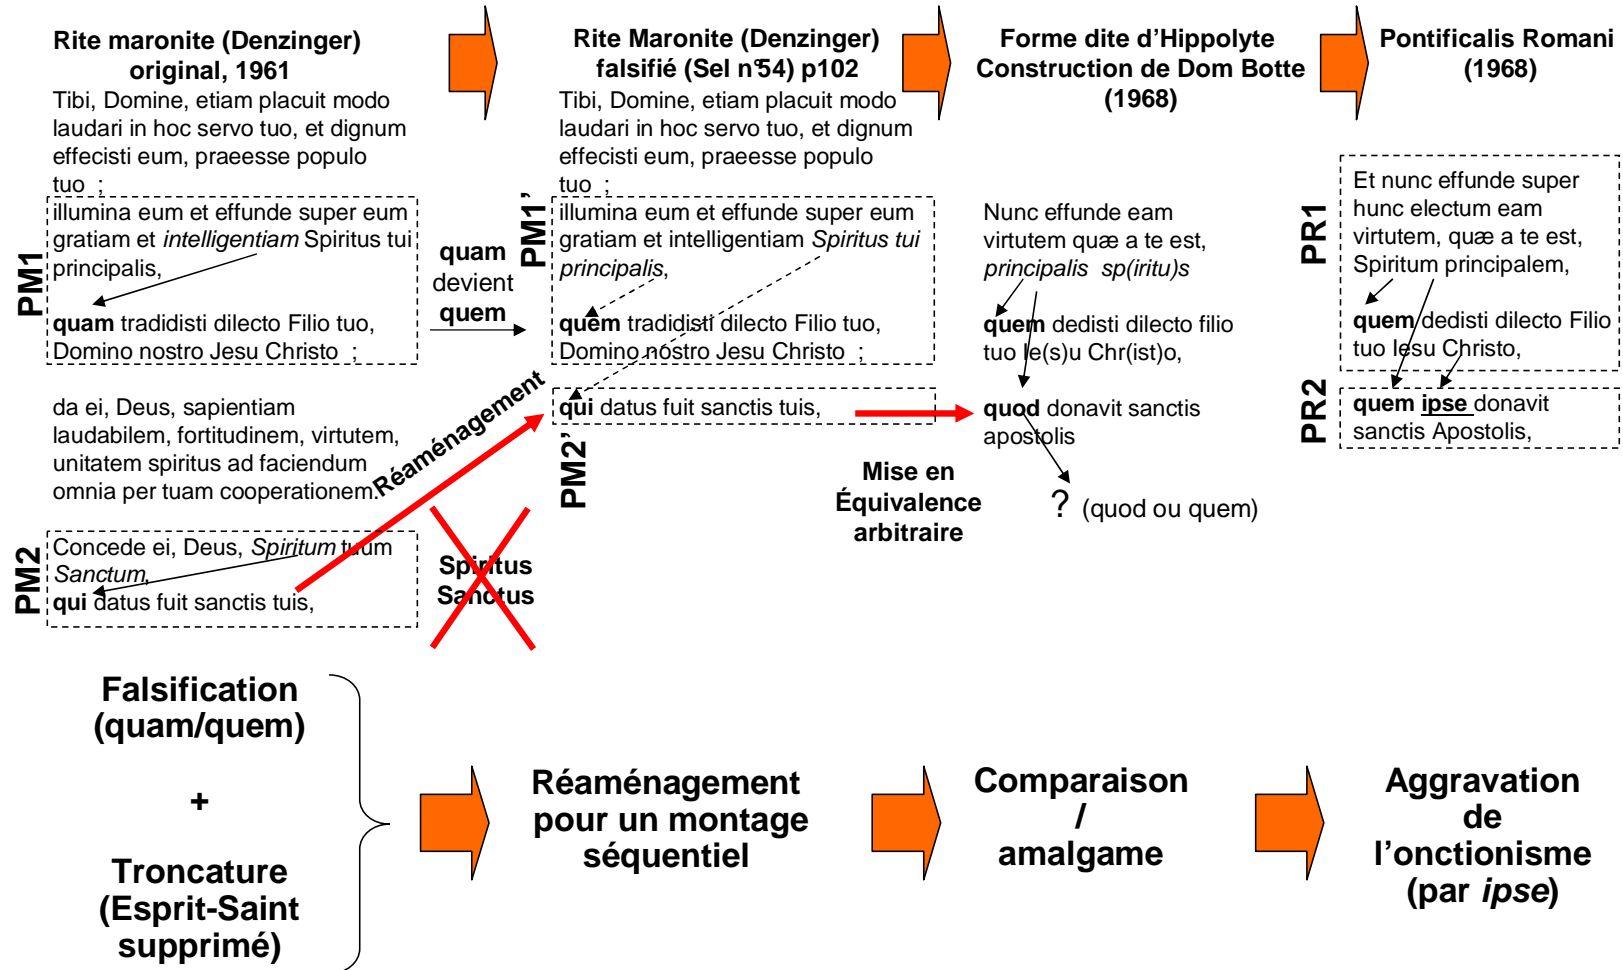 Rite maronite (Denzinger)
original, 1961
Tibi, Domine, etiam placuit modo
laudari in hoc servo tuo, et dignum
effecisti eum, praeesse populo
tuo ;
PM1
illumina eum et effunde super eum
gratiam et intelligentiam Spiritus tui
principalis,
quam tradidisti dilecto Filio tuo,
Domino nostro Jesu Christo ;
da ei, Deus, sapientiam
laudabilem, fortitudinem, virtutem,
unitatem spiritus ad faciendum
omnia per tuam cooperationem.
PM2
Concede ei, Deus, Spiritum tuum
Sanctum,
qui datus fuit sanctis tuis,
quam
devient
quem
Réaménagement
Spiritus
Sanctus
Rite Maronite (Denzinger)
falsifié (Sel n°54) p102
Tibi, Domine, etiam placuit modo
laudari in hoc servo tuo, et dignum
effecisti eum, praeesse populo
tuo ;
PM1'
illumina eum et effunde super eum
gratiam et intelligentiam Spiritus tui
principalis,
quem tradidisti dilecto Filio tuo,
Domino nostro Jesu Christo ;
PM2'
qui datus fuit sanctis tuis,
Mise en
Équivalence
arbitraire
Forme dite d'Hippolyte
Construction de Dom Botte
(1968)
Nunc effunde eam
virtutem quæ a te est,
principalis sp(iritu)s
quem dedisti dilecto filio
tuo Ie(s)u Chr(ist)o,
quod donavit sanctis
apostolis
? (quod ou quem)
Pontificalis Romani
(1968)
PR1
Et nunc effunde super
hunc electum eam
virtutem, quæ a te est,
Spiritum principalem,
quem dedisti dilecto Filio
tuo Iesu Christo,
PR2
quem ipse donavit
sanctis Apostolis,
Falsification
(quam/quem)
+
Troncature
(Esprit-Saint
supprimé)
Réaménagement
pour un montage
séquentiel
Comparaison
/
amalgame
Aggravation
de
l'onctionisme
(par ipse)